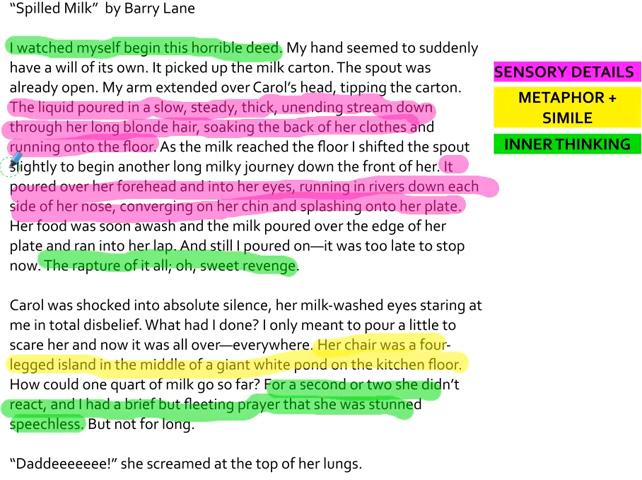 “Spilled Milk”  by Barry Lane
I watched myself begin this horrible deed. My hand seemed to suddenly
have a will of its own. It picked up the milk carton. The spout was
already open. My arm extended over Carol’s head, tipping the carton.
The liquid poured in a slow, steady, thick, unending stream down
through her long blonde hair, soaking the back of her clothes and
running onto the floor. As the milk reached the floor I shifted the spout
slightly to begin another long milky journey down the front of her. It
poured over her forehead and into her eyes, running in rivers down each
side of her nose, converging on her chin and splashing onto her plate.
Her food was soon awash and the milk poured over the edge of her
plate and ran into her lap. And still I poured on—it was too late to stop
now. The rapture of it all; oh, sweet revenge.
Carol was shocked into absolute silence, her milk-washed eyes staring at
me in total disbelief. What had I done? I only meant to pour a little to
scare her and now it was all over—everywhere. Her chair was a four-
legged island in the middle of a giant white pond on the kitchen floor.
How could one quart of milk go so far? For a second or two she didn’t
react, and I had a brief but fleeting prayer that she was stunned
speechless. But not for long.
“Daddeeeeeee!” she screamed at the top of her lungs.
SENSORY DETAILS
METAPHOR +
SIMILE
INNER THINKING